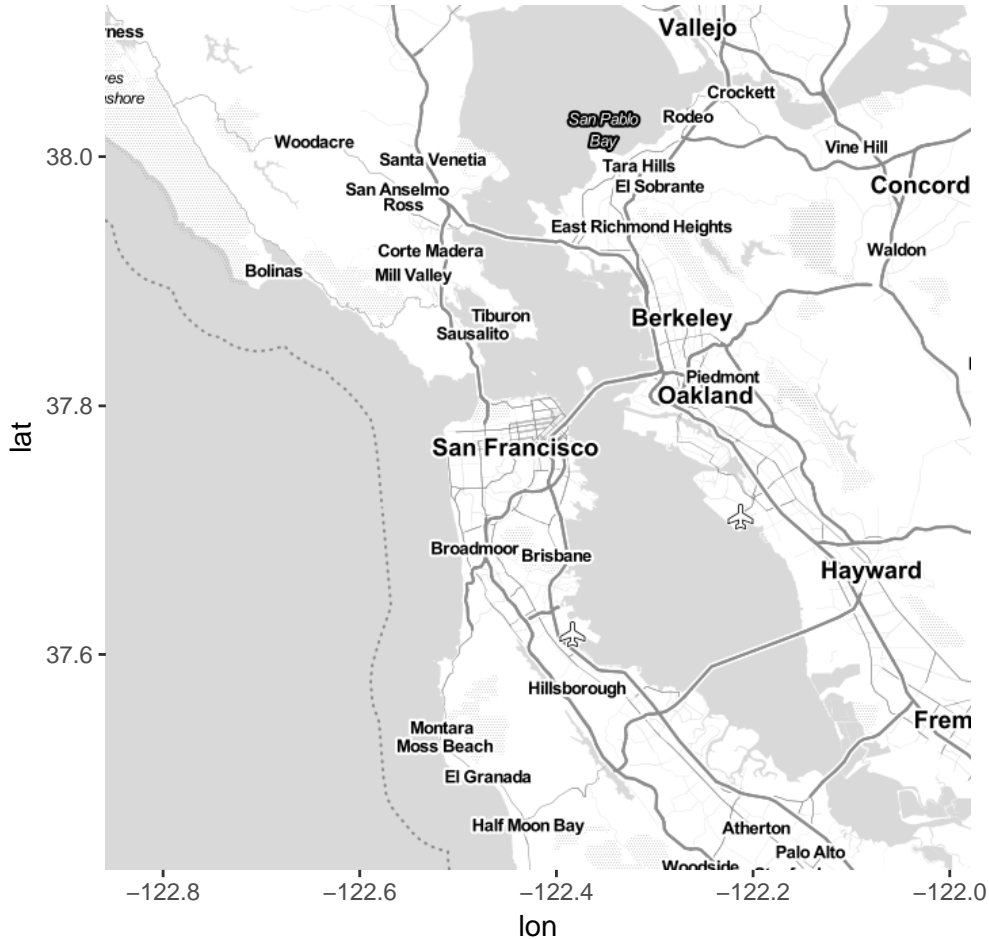 Vallejo
ness
yes
shore
Crockett
Rodeo
San Pablo
Bay
Woodacre
Vine Hill
38.0
Santa Venetia
Tara Hills
El Sobrante
Concord
San Anselmo
Ross
East Richmond Heights
Corte Madera
Waldon
Bolinas
Mill Valley
Tiburon
Berkeley
Sausalito
Piedmont
Oakland
37.8
lat
San Francisco
Broadmoor
Brisbane
Hayward
37.6
Hillsborough
Frem
Montara
Moss Beach
El Granada
Half Moon Bay
Atherton
Palo Alto
Woodside
−122.8
−122.6
−122.4
−122.2
−122.0
lon